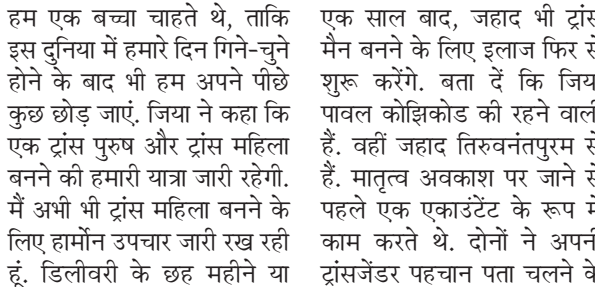 हम एक बच्चा चाहते थे, ताकि
इस दुनिया में हमारे दिन गिने-चुने
होने के बाद भी हम अपने पीछे
कुछ छोड़ जाएं. जिया ने कहा कि
एक ट्रांस पुरुष और ट्रांस महिला
बनने की हमारी यात्रा जारी रहेगी.
मैं अभी भी ट्रांस महिला बनने के
लिए हार्मोन उपचार जारी रख रही
हूं. डिलीवरी के छह महीने या
एक साल बाद, जहाद भी ट्रांस
मैन बनने के लिए इलाज फिर से
शुरू करेंगे. बता दें कि जिय
पावल कोझिकोड की रहने वाली
हैं. वहीं जहाद तिरुवनंतपुरम से
हैं. मातृत्व अवकाश पर जाने से
पहले एक एकाउंटेंट के रूप में
काम करते थे. दोनों ने अपनी
ट्रांसजेंडर पहचान पता चलने के